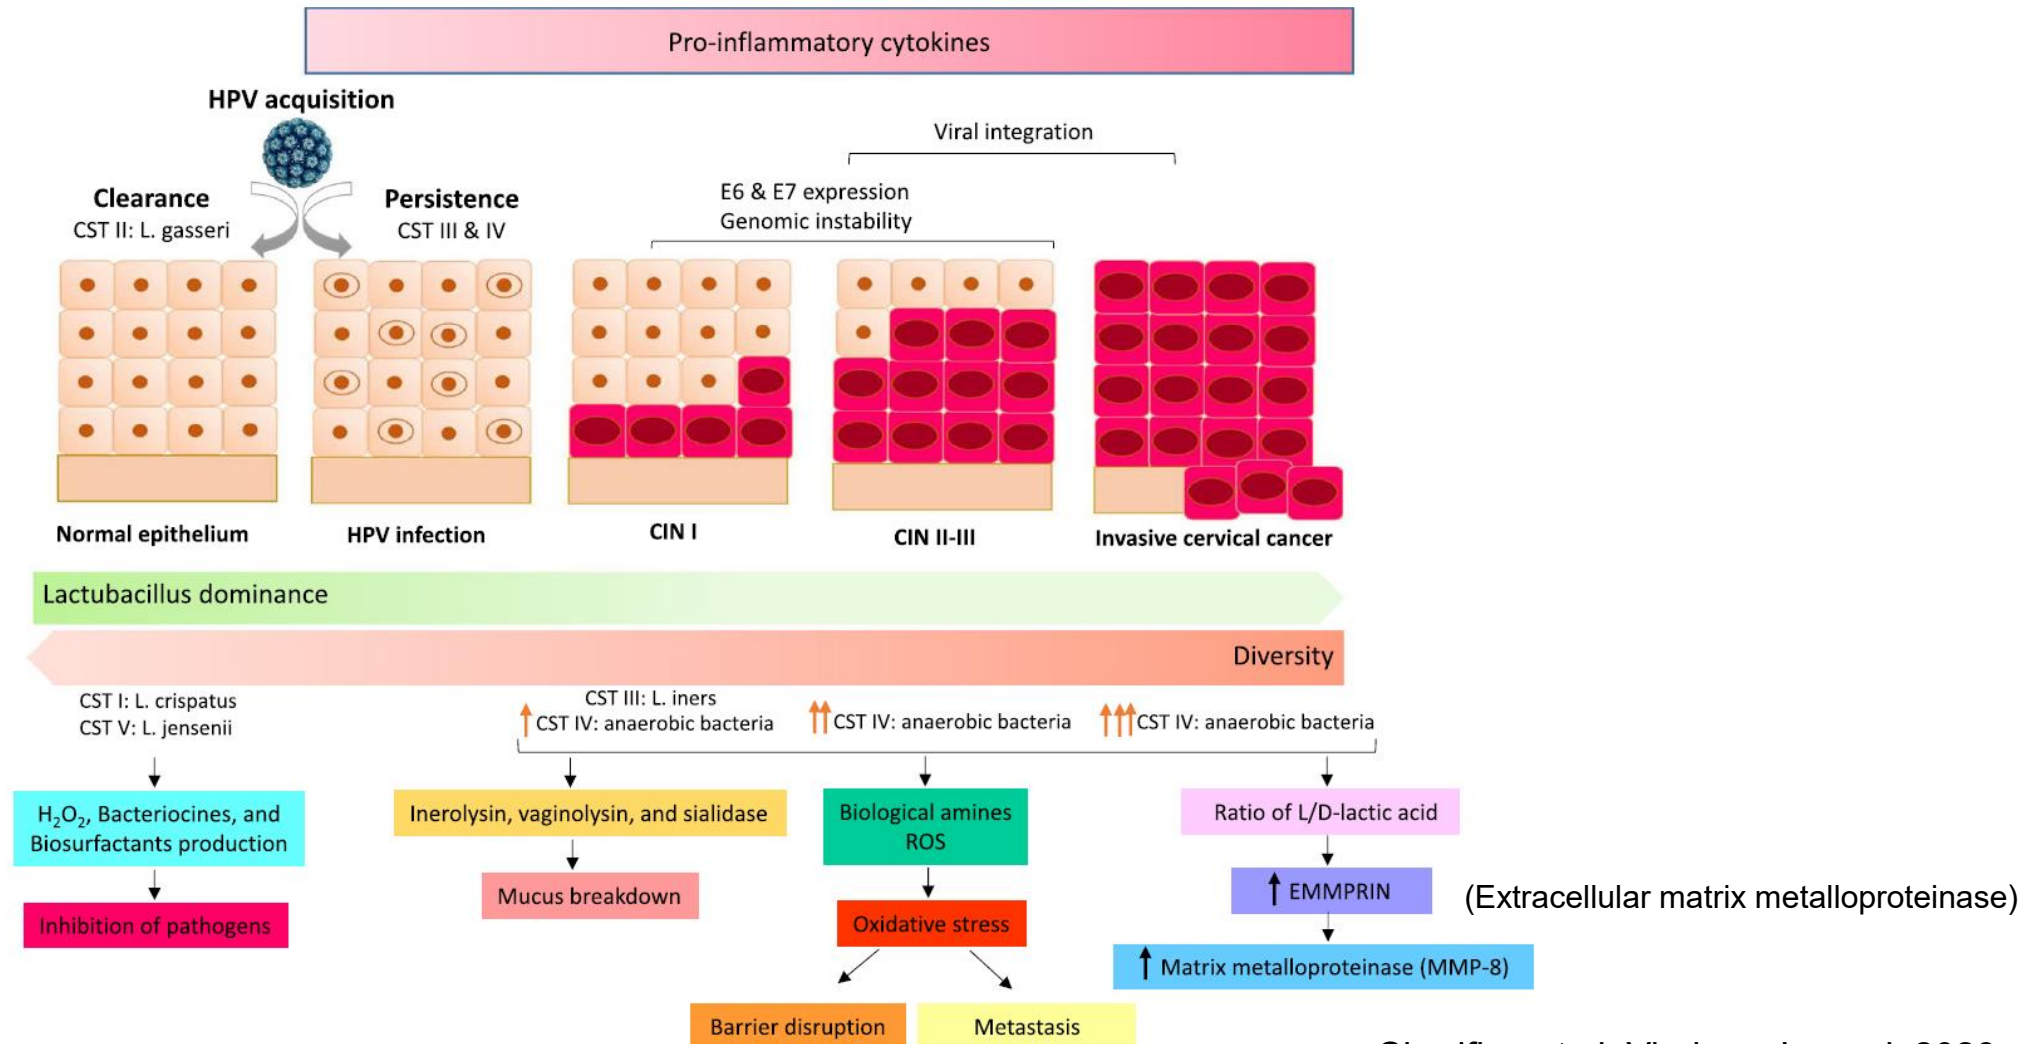 Pro-inflammatory cytokines
HPV acquisition
Viral integration
Clearance
CST II: L. gasseri
Persistence
CST III & IV
E6 & E7 expression
Genomic instability
Normal epithelium
HPV infection
CIN I
CIN II-III
Invasive cervical cancer
Lactubacillus dominance
Diversity
CST I: L. crispatus
CST V: L. jensenii
CST III: L. iners
CST IV: anaerobic bacteria
CST IV: anaerobic bacteria
CST IV: anaerobic bacteria
H₂O₂, Bacteriocines, and
Biosurfactants production
Inhibition of pathogens
Inerolysin, vaginolysin, and sialidase
Mucus breakdown
Biological amines
ROS
Oxidative stress
Barrier disruption
Metastasis
Ratio of L/D-lactic acid
EMMPRIN
(Extracellular matrix metalloproteinase)
Matrix metalloproteinase (MMP-8)